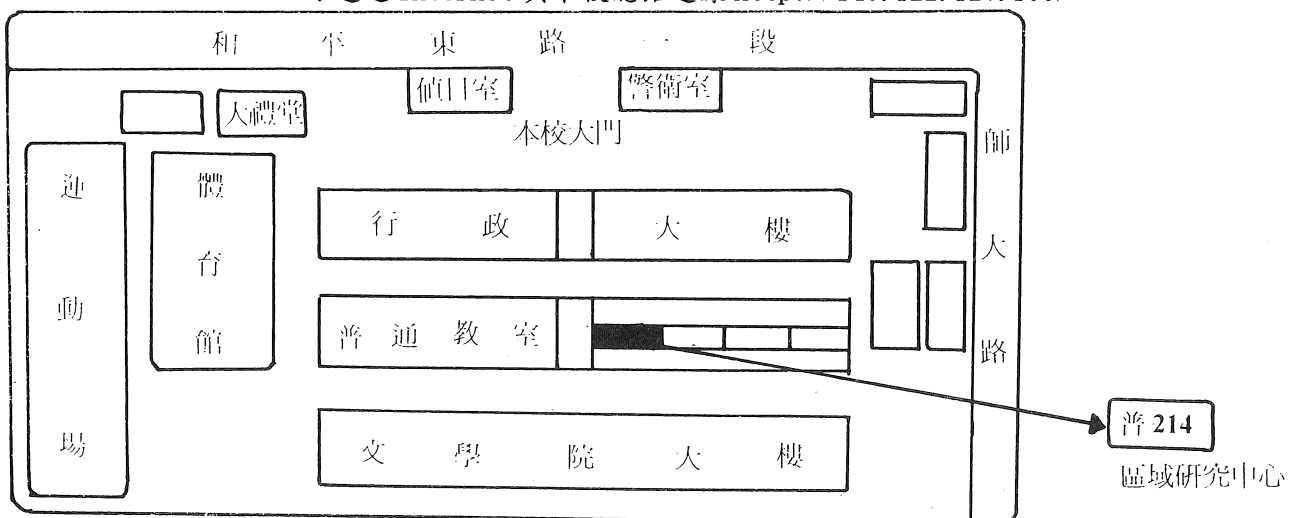 和平東路一段
值日室
警衛室
大禮堂
本校大門
師大路
運動場
體育館
行政大樓
普通教室
文學院大樓
普 214
區域研究中心